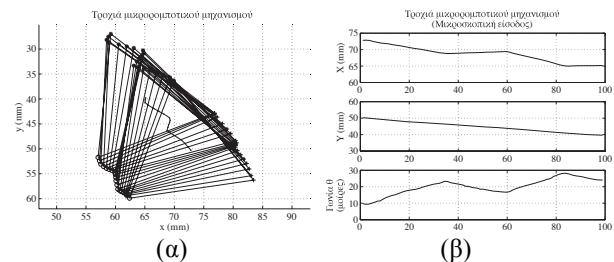 Τροχιά μικρορομποτικού μηχανισμού
30
35
40
45
50
55
60
y (mm)
50 55 60 65 70 75 80 85 90
x (mm)
(α)
Τροχιά μικρορομποτικού μηχανισμού
(Μικροσκοπική είσοδος)
75
70
65
X (mm)
0 20 40 60 80 100
60
50
40
30
Y (mm)
0 20 40 60 80 100
30
20
10
0
Γωνία θ
(μοίρες)
0 20 40 60 80 100
(β)